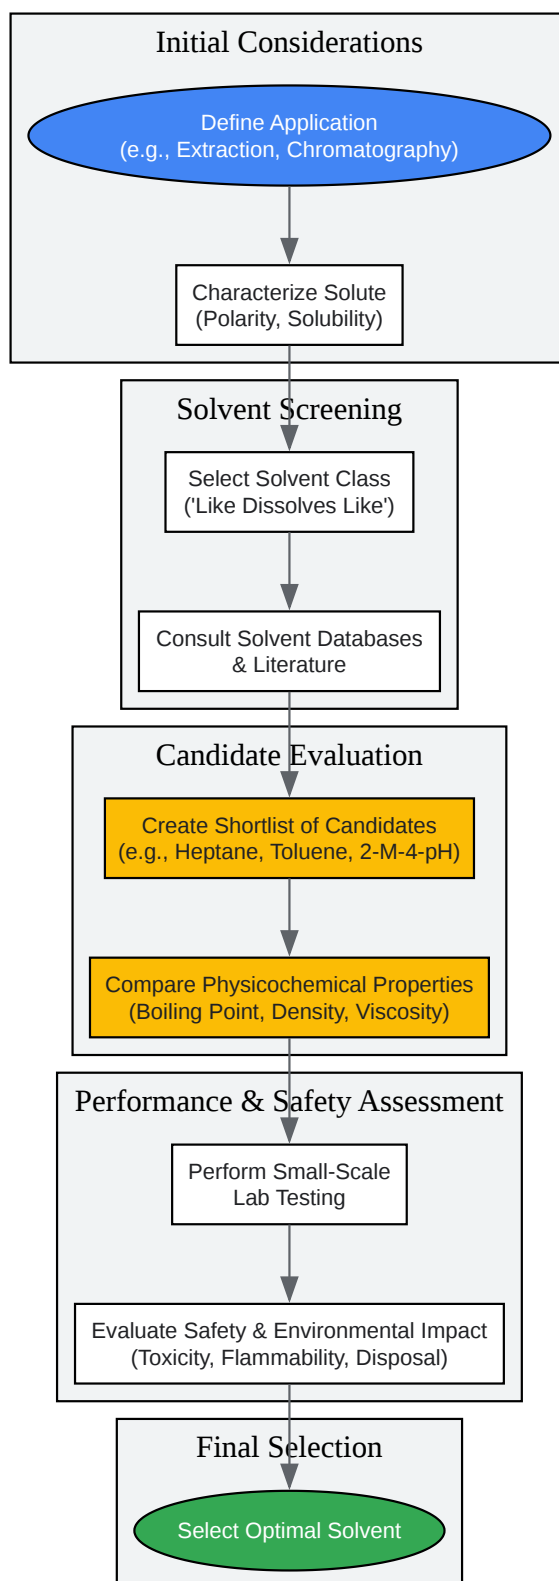 Initial Considerations
Define Application
(e.g., Extraction, Chromatography)
Characterize Solute
(Polarity, Solubility)
Solvent Screening
Select Solvent Class
('Like Dissolves Like')
Consult Solvent Databases
& Literature
Candidate Evaluation
Create Shortlist of Candidates
(e.g., Heptane, Toluene, 2-M-4-pH)
Compare Physicochemical Properties
(Boiling Point, Density, Viscosity)
Performance & Safety Assessment
Perform Small-Scale
Lab Testing
Evaluate Safety & Environmental Impact
(Toxicity, Flammability, Disposal)
Final Selection
Select Optimal Solvent